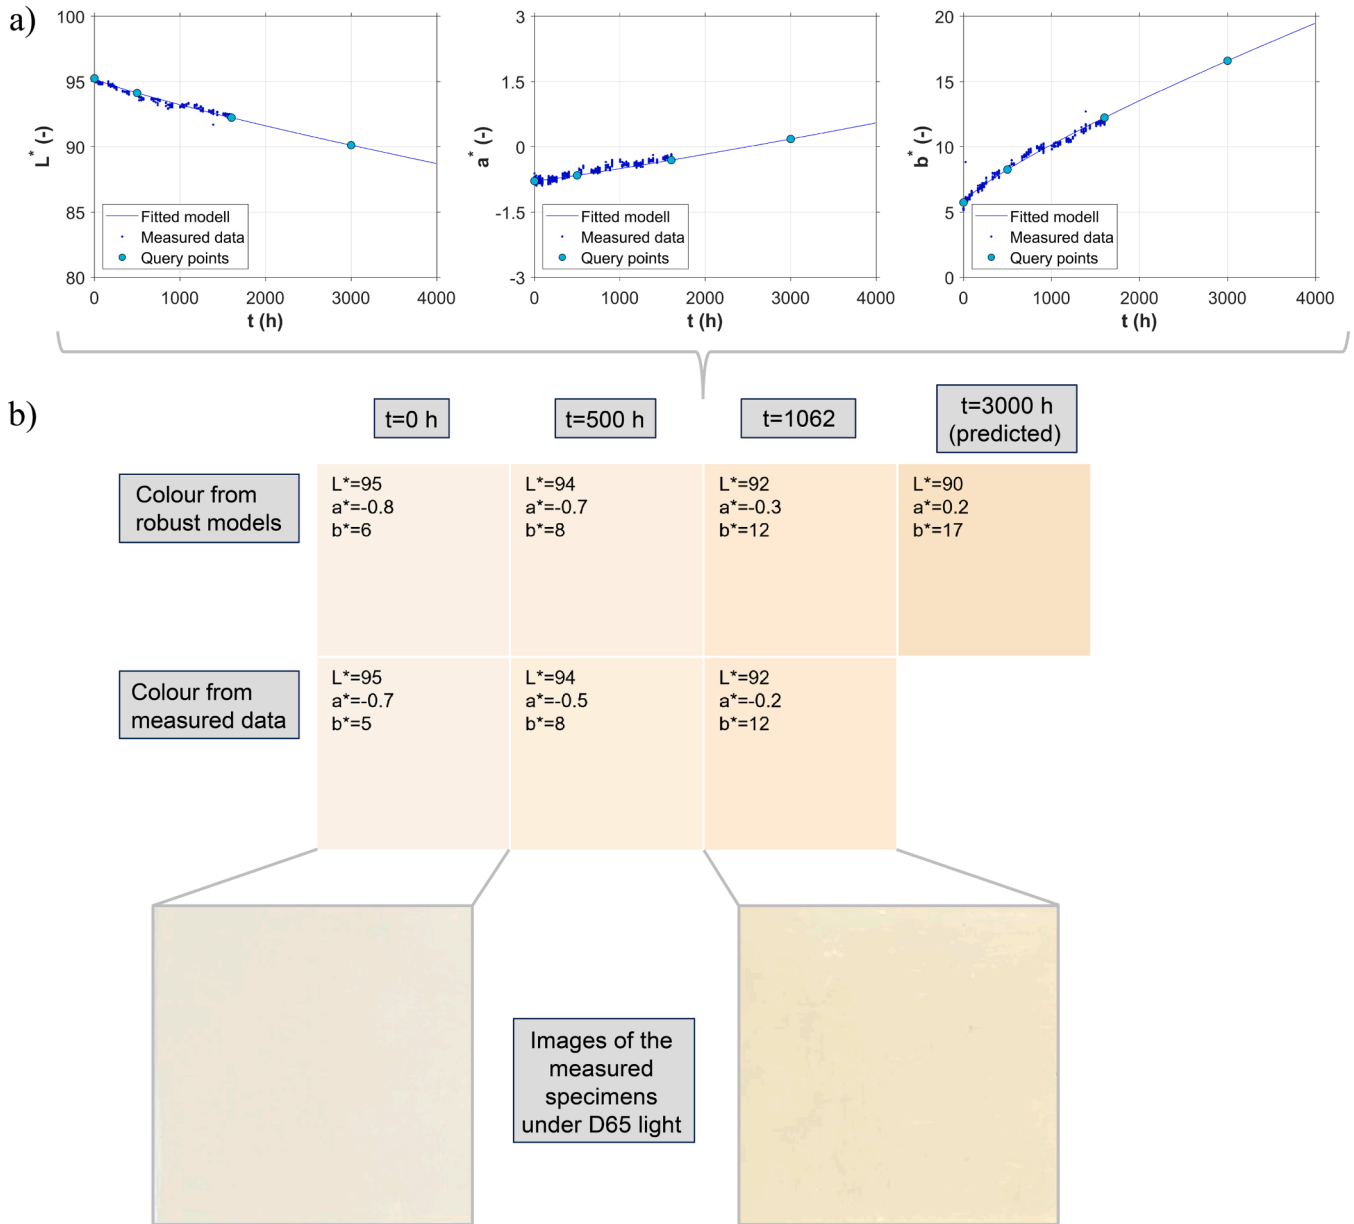 a)
100
95
90
85
80
L* (-)
Fitted modell
Measured data
Query points
0 1000 2000 3000 4000
t (h)
3
1.5
0
-1.5
-3
a* (-)
Fitted modell
Measured data
Query points
0 1000 2000 3000 4000
t (h)
20
15
10
5
0
b* (-)
Fitted modell
Measured data
Query points
0 1000 2000 3000 4000
t (h)
b)
t=0 h
t=500 h
t=1062
t=3000 h
(predicted)
Colour from
robust models
L*=95
a*=-0.8
b*=6
L*=94
a*=-0.7
b*=8
L*=92
a*=-0.3
b*=12
L*=90
a*=0.2
b*=17
Colour from
measured data
L*=95
a*=-0.7
b*=5
L*=94
a*=-0.5
b*=8
L*=92
a*=-0.2
b*=12
Images of the
measured
specimens
under D65 light